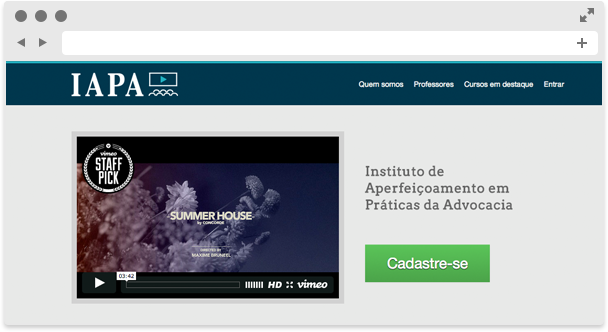 IAPA
Quem somos Professores Cursos em destaque Entrar
vimeo
STAFF
PICK
SUMMER HOUSE
by CONCORDE
DIRECTED BY
MAXIME BRUNEEL
03:42
HD vimeo
Instituto de
Aperfeiçoamento em
Práticas da Advocacia
Cadastre-se